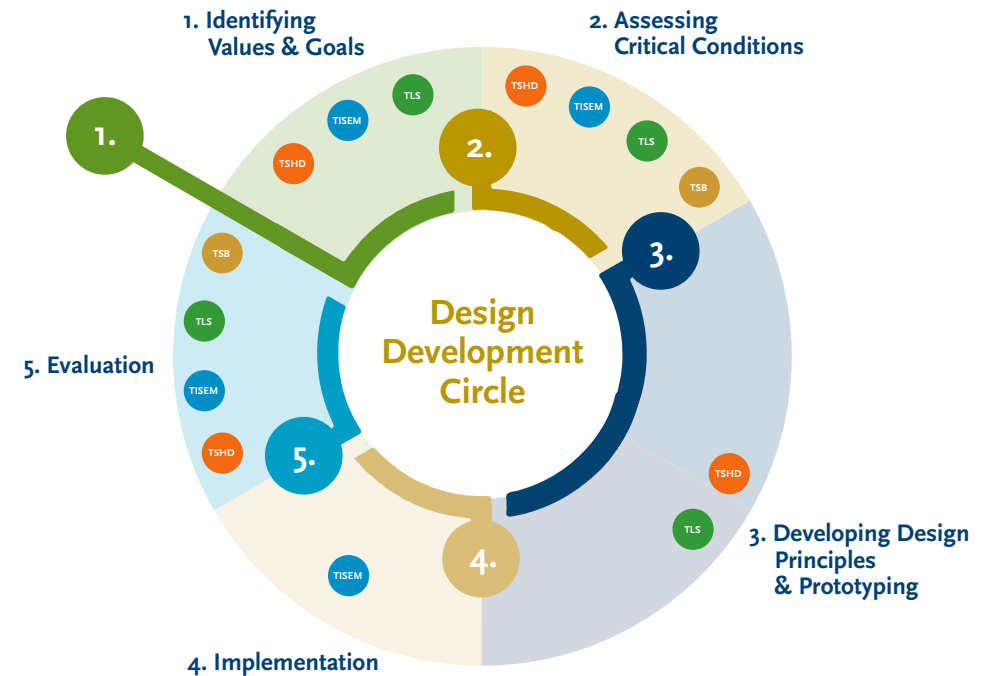 1. Identifying
Values & Goals
2. Assessing
Critical Conditions
TSHD
TISEM
TLS
TSHD
TISEM
TLS
TSB
1.
2.
3.
TSB
TLS
TISEM
TSHD
5. Evaluation
Design
Development
Circle
5.
4.
TSHD
TLS
3. Developing Design
Principles
& Prototyping
TISEM
4. Implementation